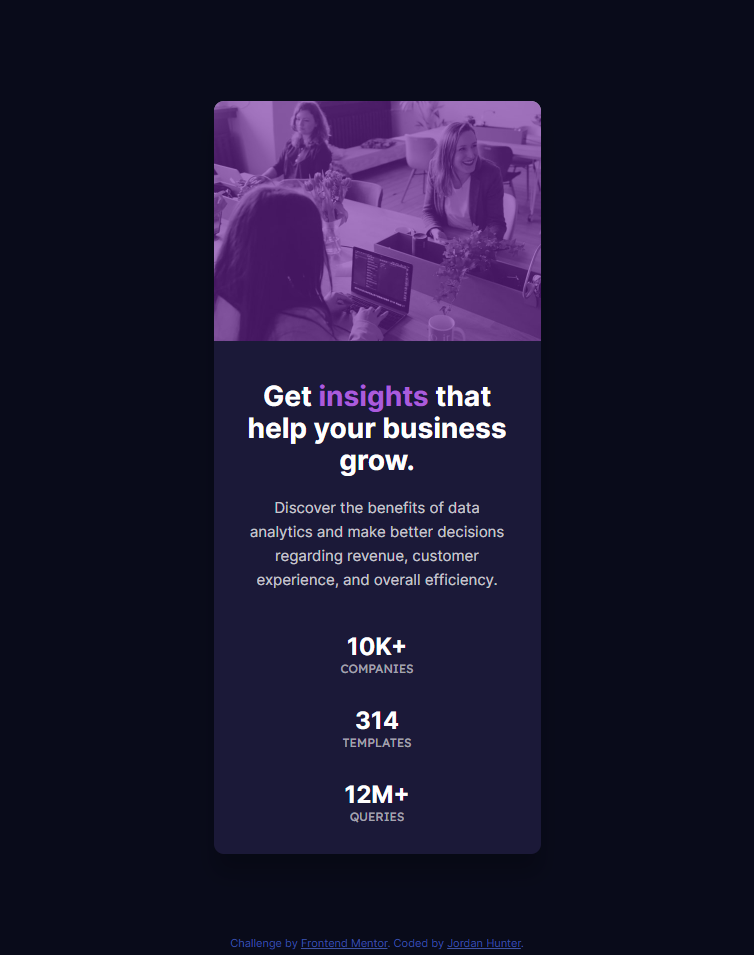 Get insights that
help your business
grow.
Discover the benefits of data
analytics and make better decisions
regarding revenue, customer
experience, and overall efficiency.
10K+
COMPANIES
314
TEMPLATES
12M+
QUERIES
Challenge by Frontend Mentor. Coded by Jordan Hunter.